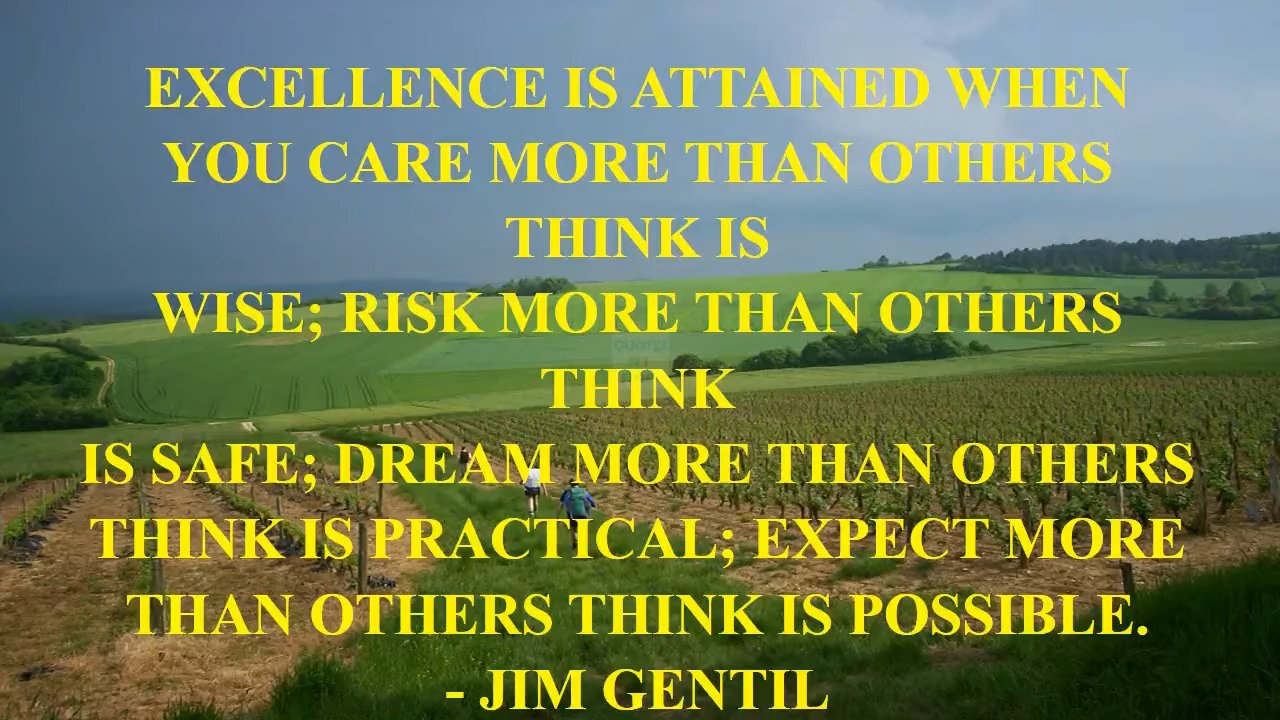 EXCELLENCE IS ATTAINED WHEN
YOU CARE MORE THAN OTHERS
THINK IS
WISE; RISK MORE THAN OTHERS
THINK
IS SAFE; DREAM MORE THAN OTHERS
THINK IS PRACTICAL; EXPECT MORE
THAN OTHERS THINK IS POSSIBLE.
- JIM GENTIL